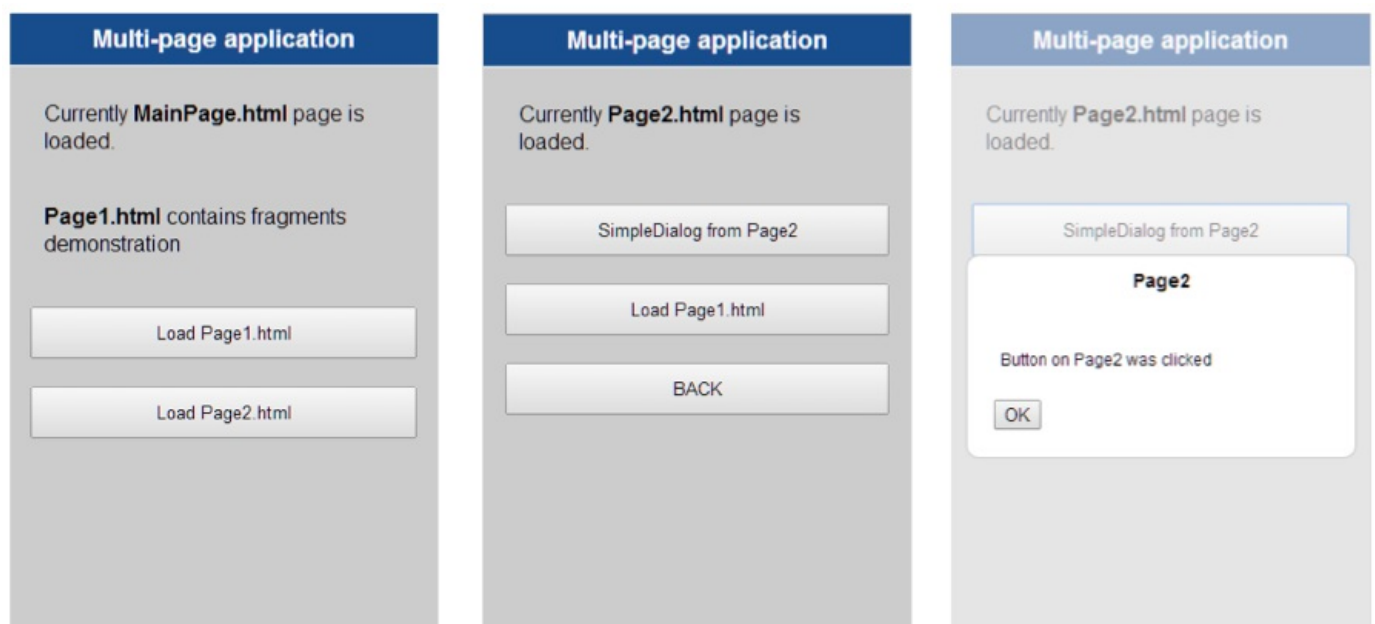 Multi-page application
Currently MainPage.html page is
loaded.
Page1.html contains fragments
demonstration
Load Page1.html
Load Page2.html
Multi-page application
Currently Page2.html page is
loaded.
SimpleDialog from Page2
Load Page1.html
BACK
Multi-page application
Currently Page2.html page is
loaded.
SimpleDialog from Page2
Page2
Button on Page2 was clicked
OK